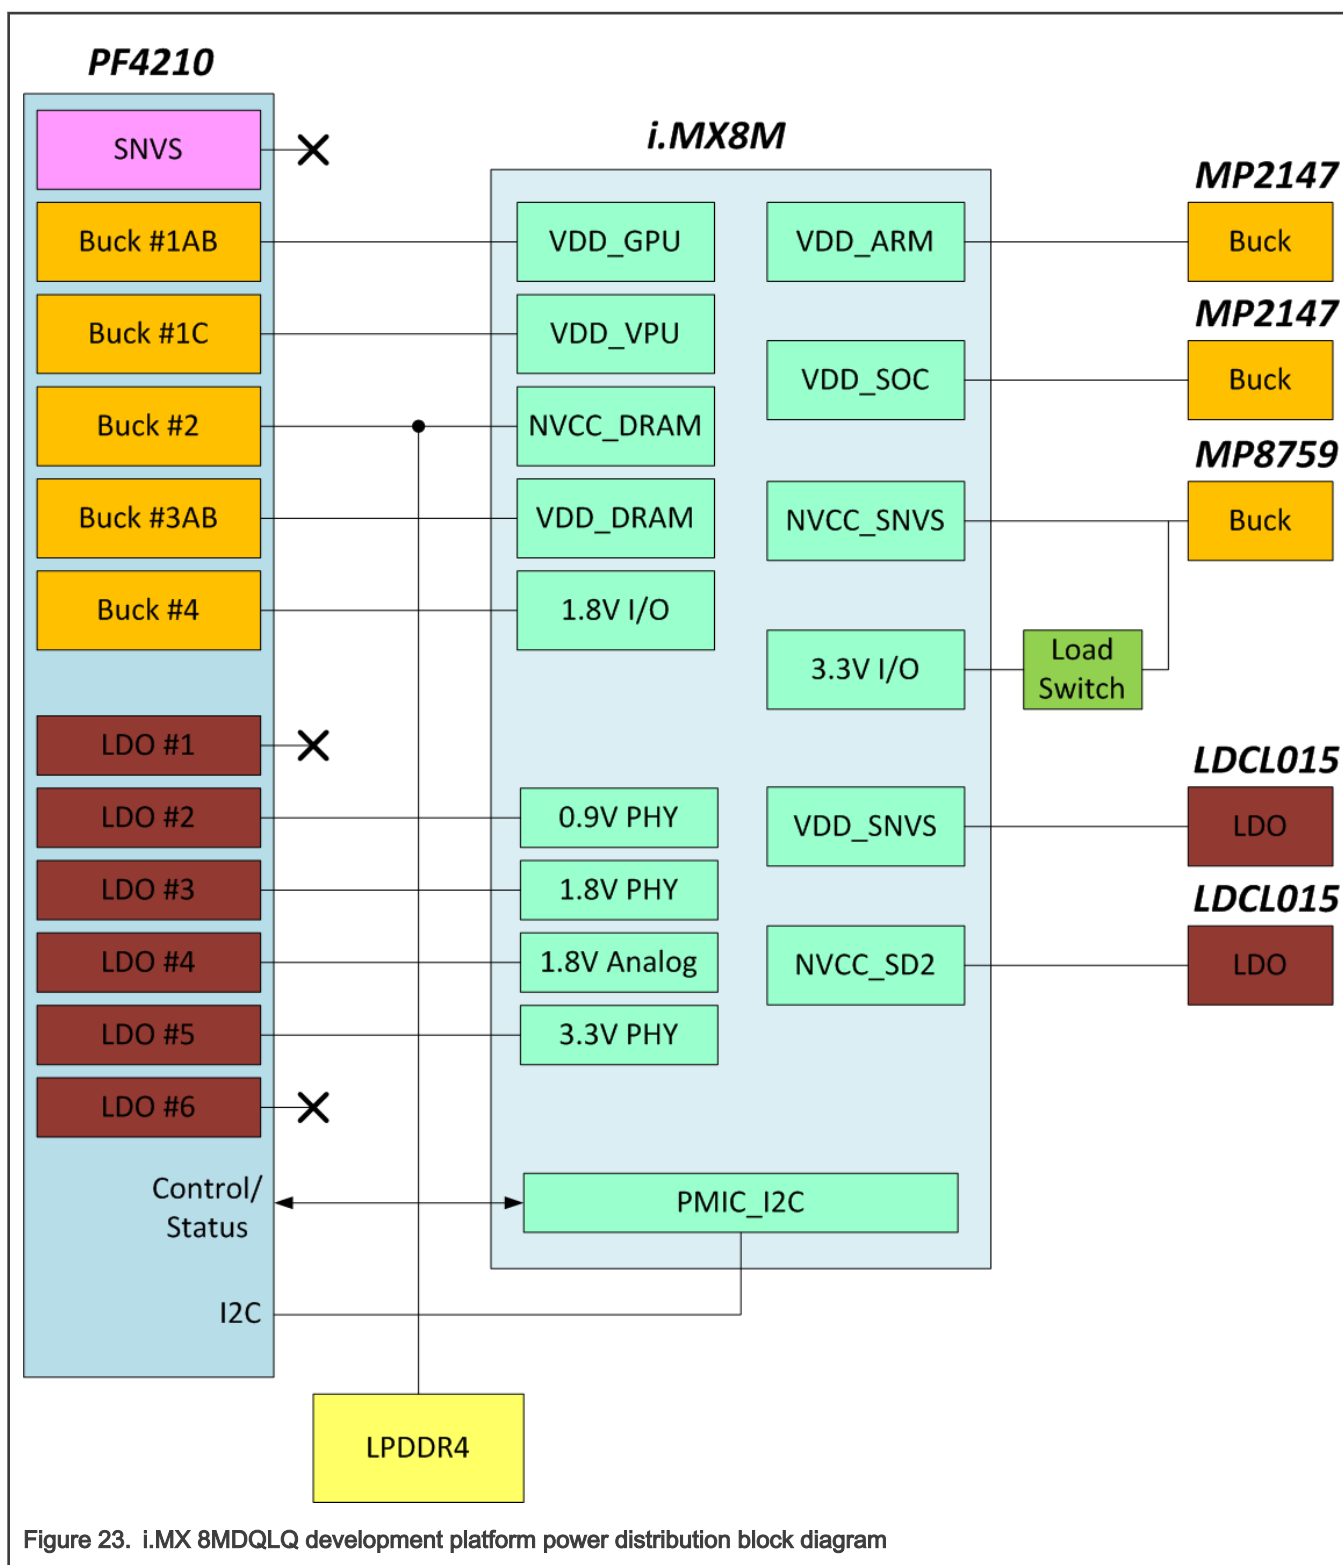 PF4210
SNVS
Buck #1AB
Buck #1C
Buck #2
Buck #3AB
Buck #4
LDO #1
LDO #2
LDO #3
LDO #4
LDO #5
LDO #6
Control/
Status
I2C
i.MX8M
VDD_GPU
VDD_VPU
NVCC_DRAM
VDD_DRAM
1.8V I/O
0.9V PHY
1.8V PHY
1.8V Analog
3.3V PHY
VDD_ARM
VDD_SOC
NVCC_SNVS
3.3V I/O
VDD_SNVS
NVCC_SD2
PMIC_I2C
Load
Switch
MP2147
Buck
MP2147
Buck
MP8759
Buck
LDCL015
LDO
LDCL015
LDO
LPDDR4
Figure 23. i.MX 8MDQLQ development platform power distribution block diagram